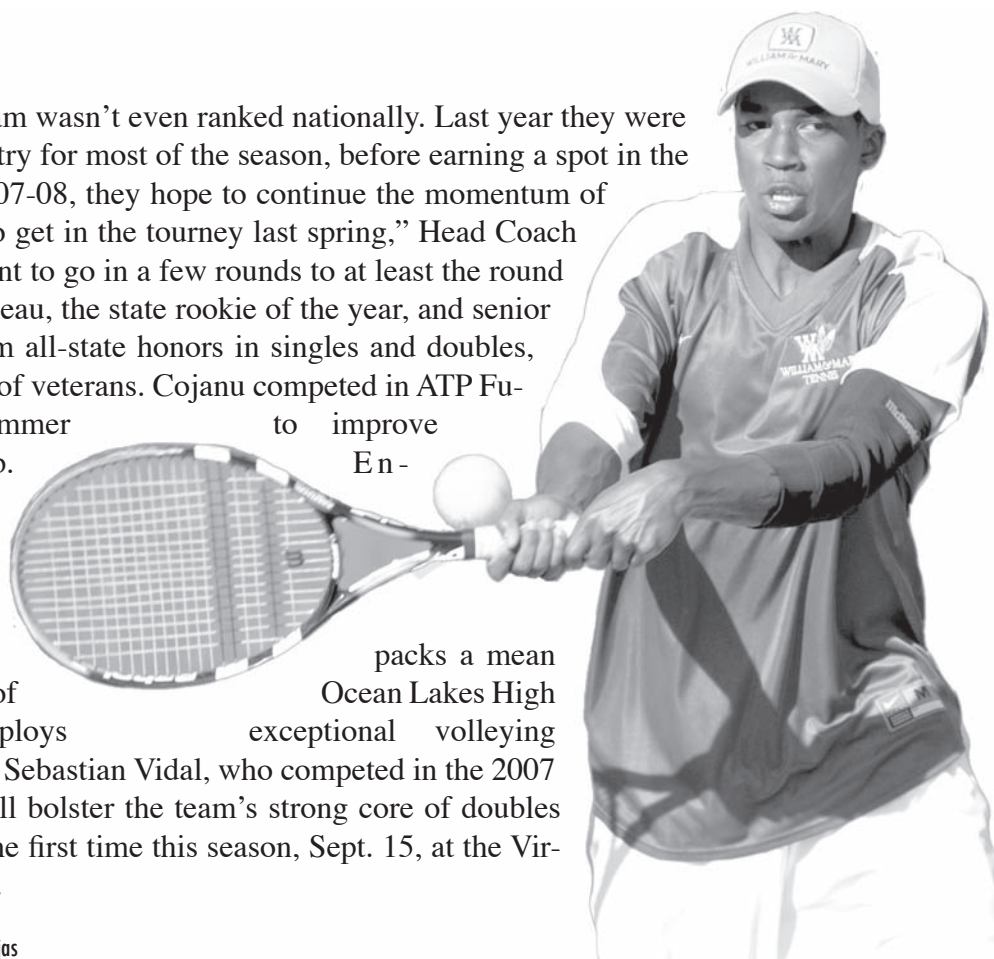 am wasn't even ranked nationally. Last year they were
try for most of the season, before earning a spot in the
07-08, they hope to continue the momentum of
o get in the tourney last spring," Head Coach
nt to go in a few rounds to at least the round
eau, the state rookie of the year, and senior
m all-state honors in singles and doubles,
of veterans. Cojanu competed in ATP Fu-
mmer to improve
p. En-
packs a mean
of Ocean Lakes High
ploys exceptional volleying
Sebastian Vidal, who competed in the 2007
ll bolster the team's strong core of doubles
he first time this season, Sept. 15, at the Vir-
.
jas
WILLIAM & MARY
WILLIAM & MARY
TENNIS
M